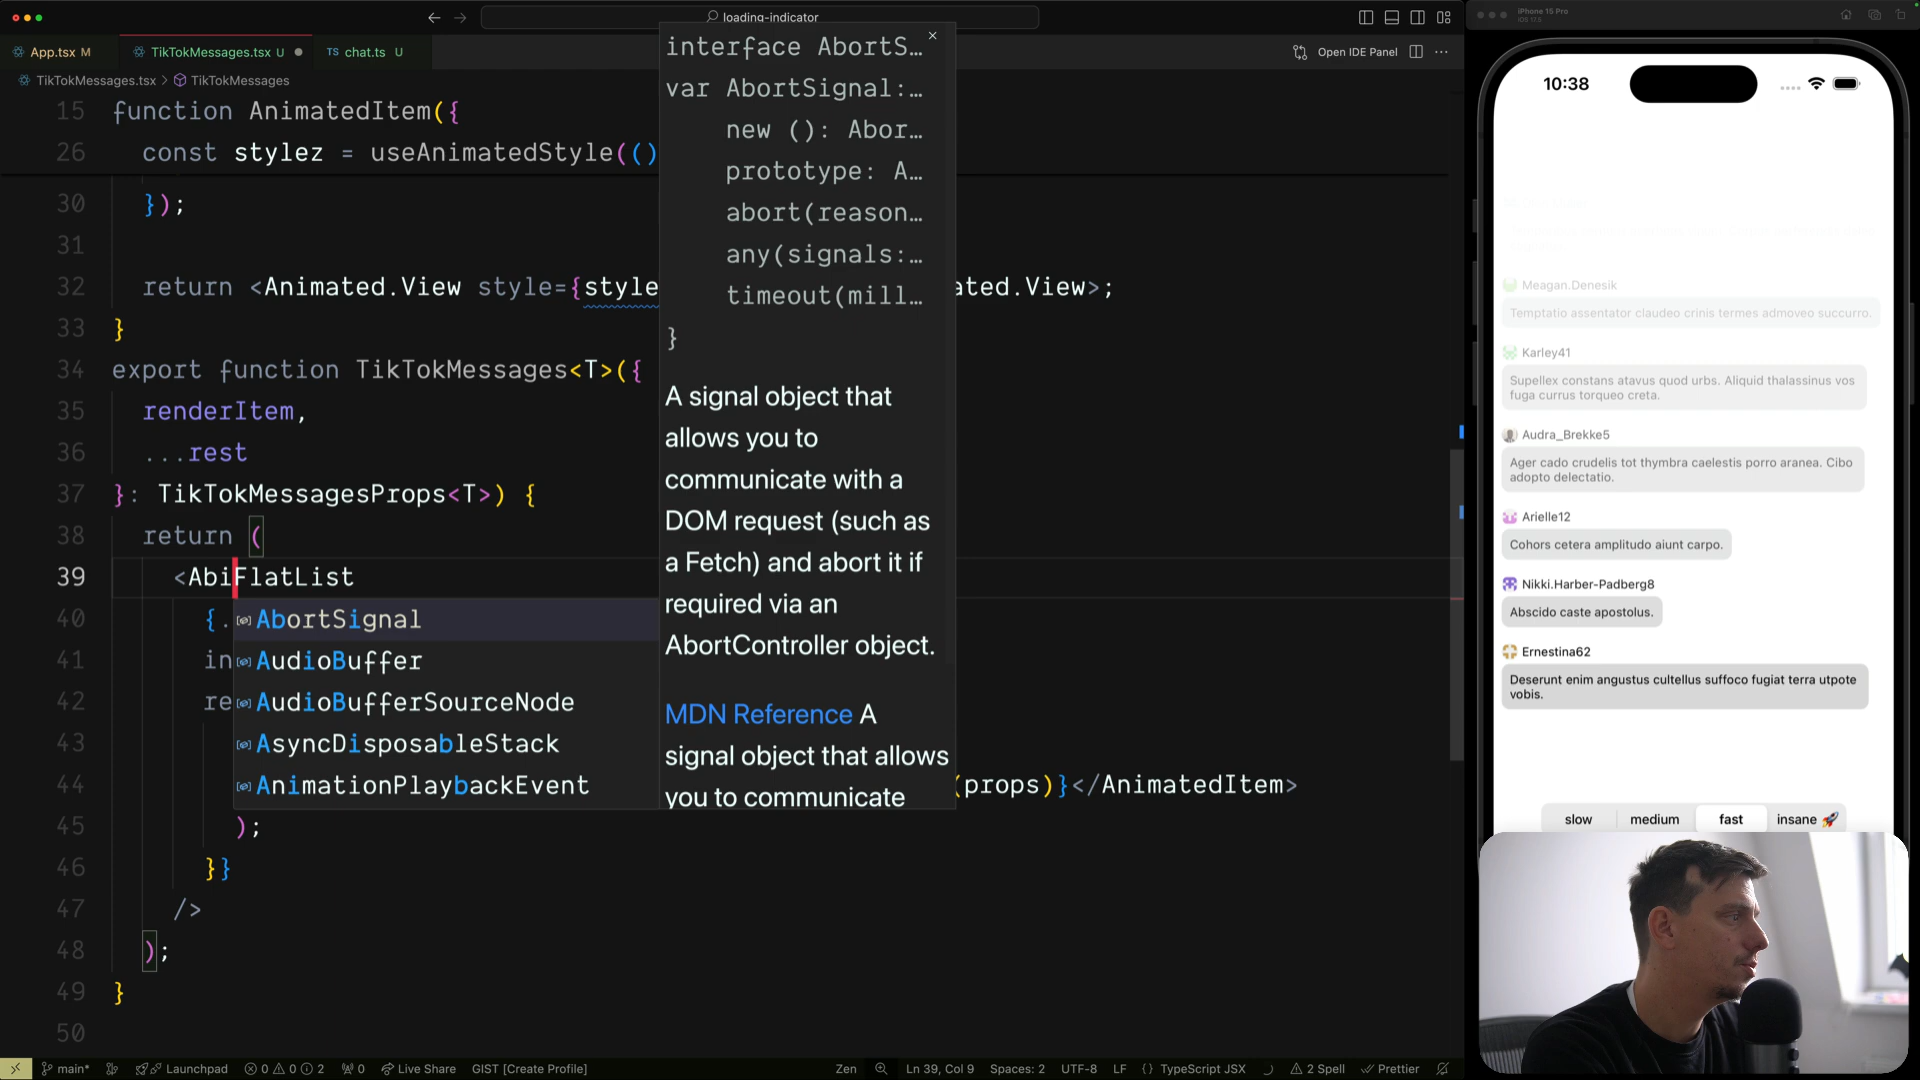 loading-indicator
App.tsx M
TikTokMessages.tsx U
TS chat.ts U
Open IDE Panel
TikTokMessages.tsx > TikTokMessages
15 function AnimatedItem({
26 const stylez = useAnimatedStyle(()
30 });
31
32 return <Animated.View style={style
ated.View>;
33 }
34 export function TikTokMessages<T>({
35 renderItem,
36 ...rest
37 }: TikTokMessagesProps<T>) {
38 return (
39 <AbiFlatList
40 {.
41 in
42 re
43
44 (props)}</AnimatedItem>
45 );
46 }}
47 />
48 );
49 }
50
AbortSignal
AudioBuffer
AudioBufferSourceNode
AsyncDisposableStack
AnimationPlaybackEvent
interface AbortS…
var AbortSignal:…
new (): Abor…
prototype: A…
abort(reason…
any(signals:…
timeout(mill…
}
A signal object that
allows you to
communicate with a
DOM request (such as
a Fetch) and abort it if
required via an
AbortController object.
MDN Reference A
signal object that allows
you to communicate
main*
Launchpad
0 0 2
0
Live Share
GIST [Create Profile]
Zen
Ln 39, Col 9
Spaces: 2
UTF-8
LF
{} TypeScript JSX
2 Spell
Prettier
iPhone 15 Pro
iOS 17.5
10:38
Meagan.Denesik
Temptatio assentator claudeo crinis termes admoveo succurro.
Karley41
Supellex constans atavus quod urbs. Aliquid thalassinus vos
fuga currus torqueo creta.
Audra_Brekke5
Ager cado crudelis tot thymbra caelestis porro aranea. Cibo
adopto delectatio.
Arielle12
Cohors cetera amplitudo aiunt carpo.
Nikki.Harber-Padberg8
Abscido caste apostolus.
Ernestina62
Deserunt enim angustus cultellus suffoco fugiat terra utpote
vobis.
slow
medium
fast
insane 🚀